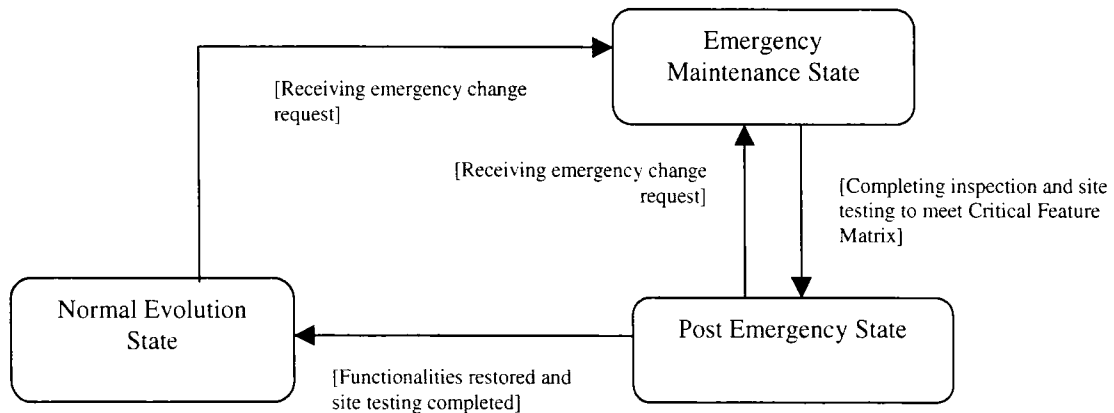 Emergency
Maintenance State
[Receiving emergency change
request]
[Receiving emergency change
request]
[Completing inspection and site
testing to meet Critical Feature
Matrix]
Normal Evolution
State
Post Emergency State
[Functionalities restored and
site testing completed]